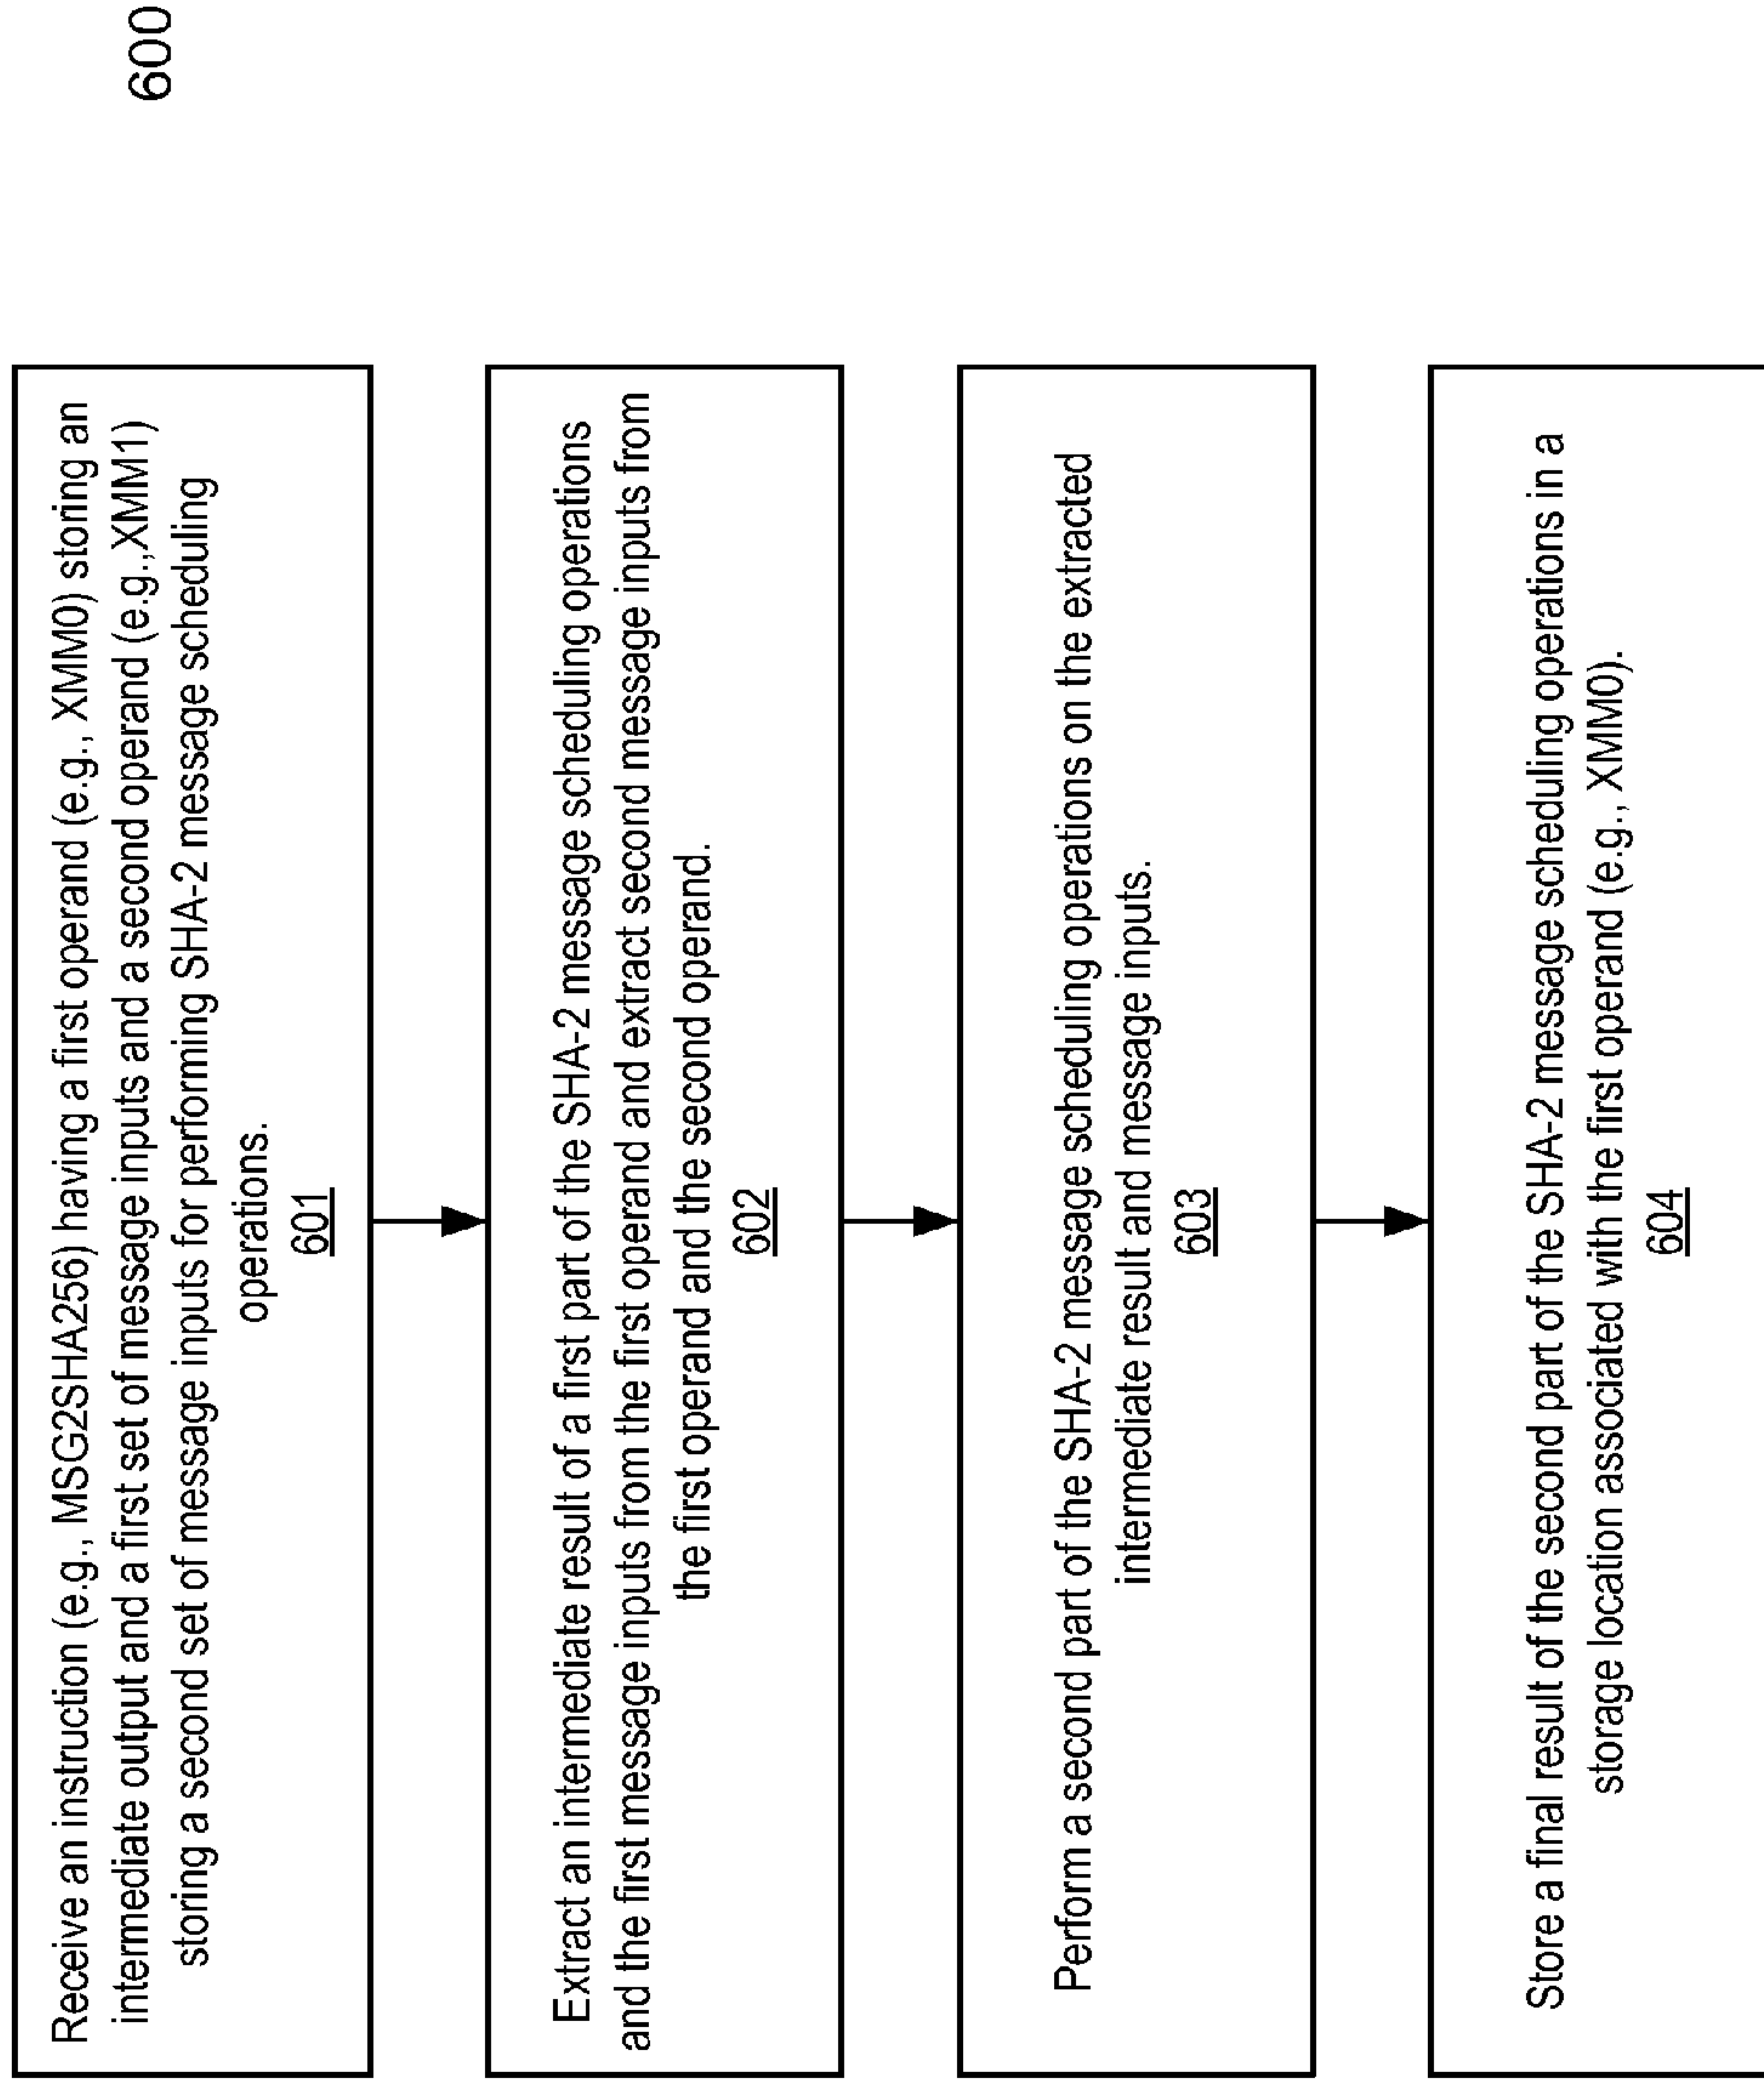 600
Receive an instruction (e.g., MSG2SHA256) having a first operand (e.g., XMM0) storing an
intermediate output and a first set of message inputs and a second operand (e.g.,XMM1)
storing a second set of message inputs for performing SHA-2 message scheduling
operations.
601
Extract an intermediate result of a first part of the SHA-2 message scheduling operations
and the first message inputs from the first operand and extract second message inputs from
the first operand and the second operand.
602
Perform a second part of the SHA-2 message scheduling operations on the extracted
intermediate result and message inputs.
603
Store a final result of the second part of the SHA-2 message scheduling operations in a
storage location associated with the first operand (e.g., XMM0).
604